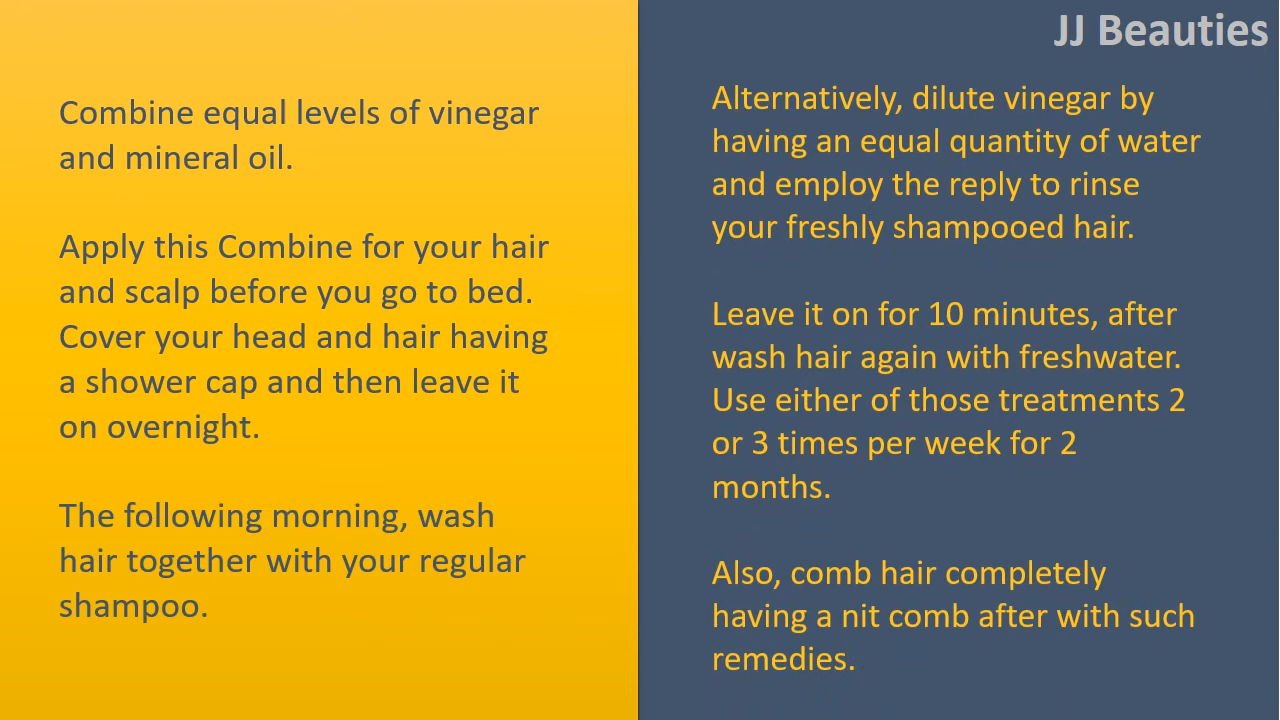 JJ Beauties
Combine equal levels of vinegar
and mineral oil.
Apply this Combine for your hair
and scalp before you go to bed.
Cover your head and hair having
a shower cap and then leave it
on overnight.
The following morning, wash
hair together with your regular
shampoo.
Alternatively, dilute vinegar by
having an equal quantity of water
and employ the reply to rinse
your freshly shampooed hair.
Leave it on for 10 minutes, after
wash hair again with freshwater.
Use either of those treatments 2
or 3 times per week for 2
months.
Also, comb hair completely
having a nit comb after with such
remedies.